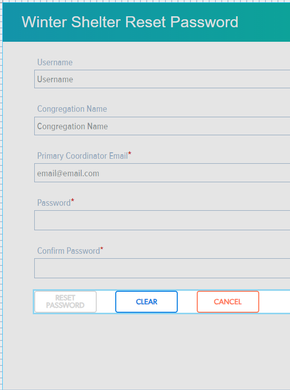 Winter Shelter Reset Password
Username
Username
Congregation Name
Congregation Name
Primary Coordinator Email*
email@email.com
Password*
Confirm Password*
RESET PASSWORD
CLEAR
CANCEL